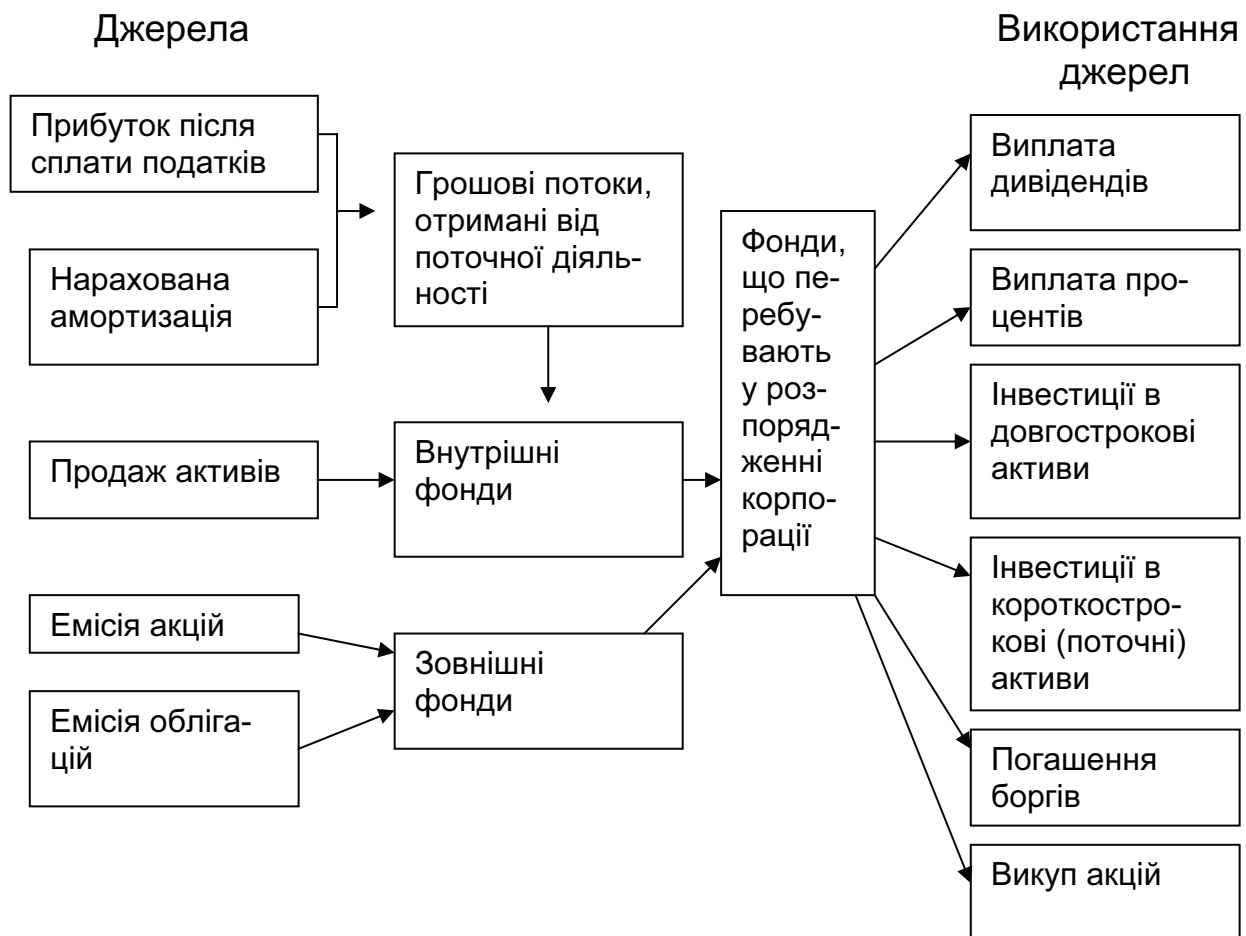 Джерела
Використання
джерел
Прибуток після
сплати податків
Нарахована
амортизація
Продаж активів
Емісія акцій
Емісія обліга-
цій
Грошові потоки,
отримані від
поточної діяль-
ності
Внутрішні
фонди
Зовнішні
фонди
Фонди,
що пе-
ребу-
вають
у роз-
поряд-
женні
корпо-
рації
Виплата
дивідендів
Виплата про-
центів
Інвестиції в
довгострокові
активи
Інвестиції в
короткостро-
кові (поточні)
активи
Погашення
боргів
Викуп акцій